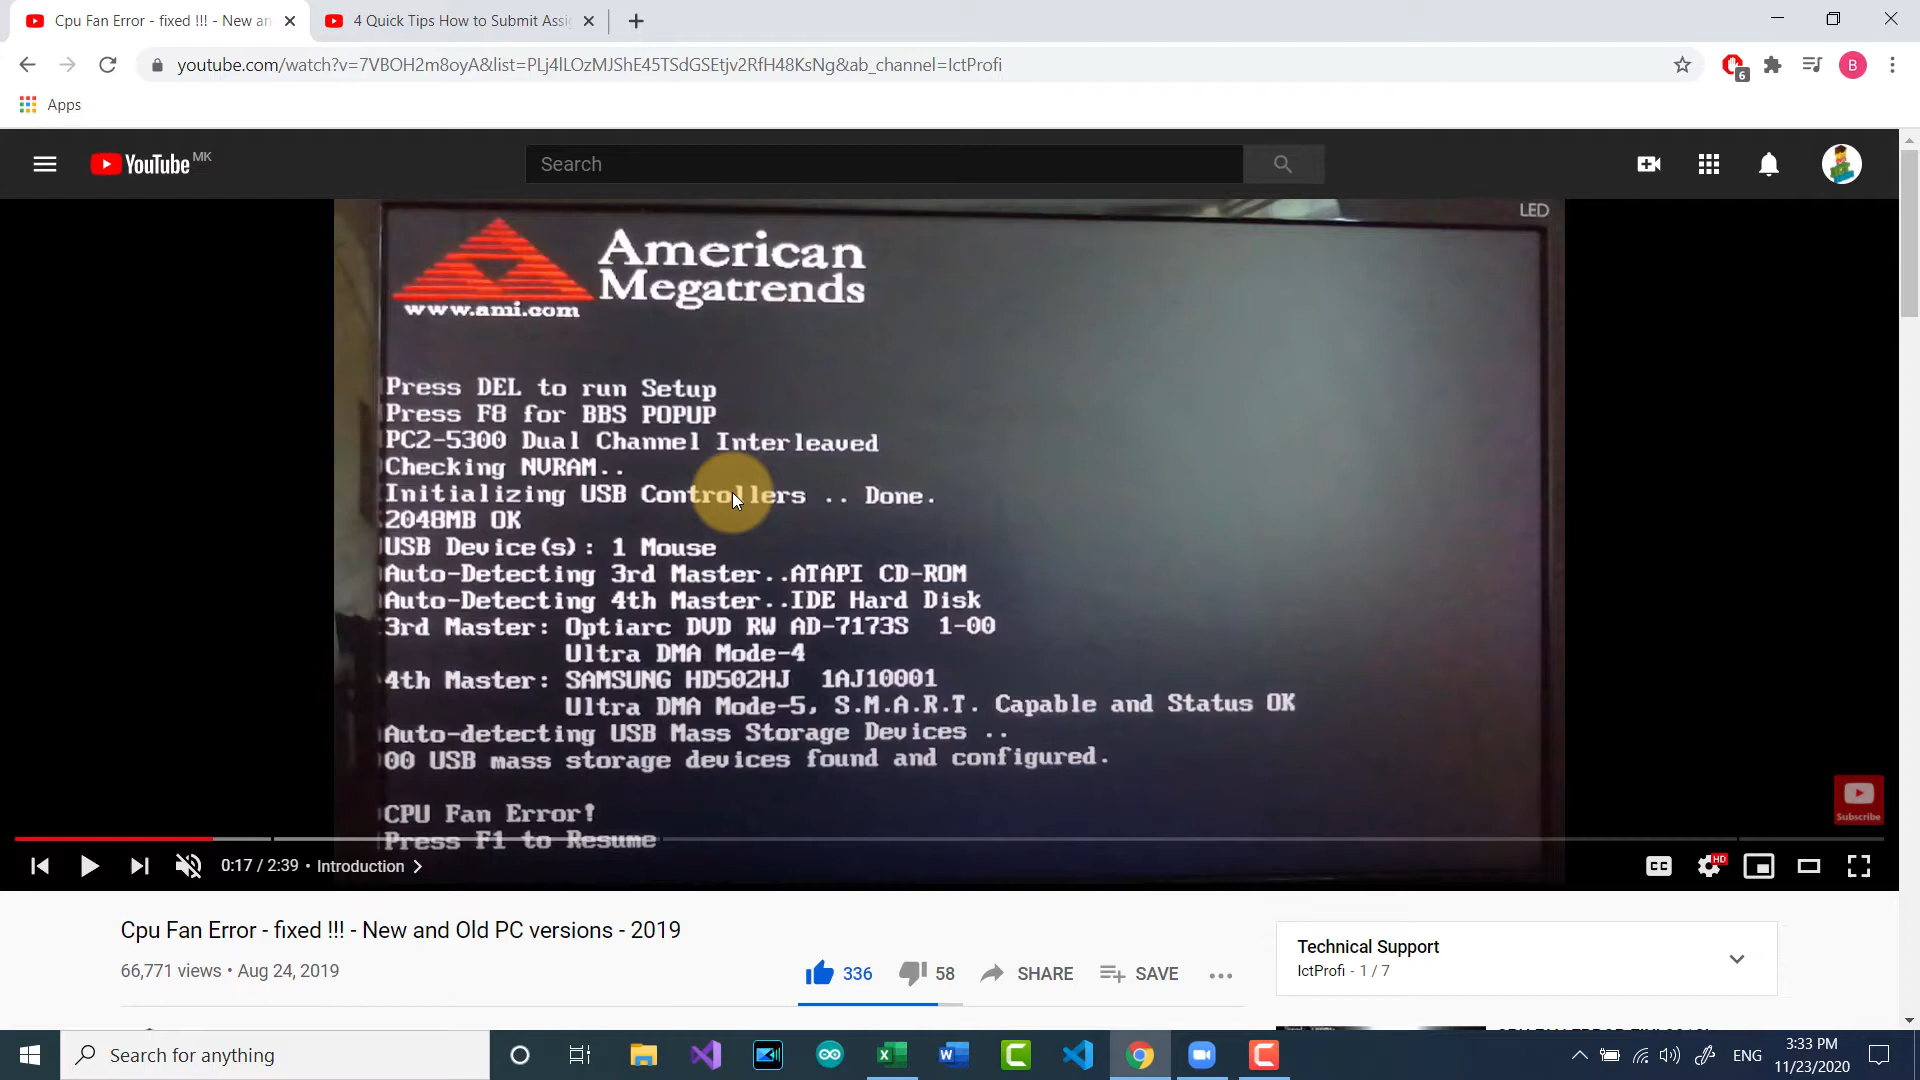 Cpu Fan Error - fixed !!! - New an
4 Quick Tips How to Submit Assi
youtube.com/watch?v=7VBOH2m8oyA&list=PLj4lLOzMJShE45TSdGSEtjv2RfH48KsNg&ab_channel=IctProfi
6
B
Apps
YouTube MK
Search
LED
American
Megatrends
www.ami.com
Press DEL to run Setup
Press F8 for BBS POPUP
PC2-5300 Dual Channel Interleaved
Checking NVRAM..
Initializing USB Controllers .. Done.
2048MB OK
USB Device(s): 1 Mouse
Auto-Detecting 3rd Master..ATAPI CD-ROM
Auto-Detecting 4th Master..IDE Hard Disk
3rd Master: Optiarc DVD RW AD-7173S 1-00
Ultra DMA Mode-4
4th Master: SAMSUNG HD502HJ 1AJ10001
Ultra DMA Mode-5, S.M.A.R.T. Capable and Status OK
Auto-detecting USB Mass Storage Devices ..
00 USB mass storage devices found and configured.
CPU Fan Error!
Press F1 to Resume
Subscribe
0:17 / 2:39 • Introduction
CC
HD
Cpu Fan Error - fixed !!! - New and Old PC versions - 2019
66,771 views • Aug 24, 2019
336
58
SHARE
SAVE
Technical Support
IctProfi - 1 / 7
Search for anything
ENG
3:33 PM
11/23/2020